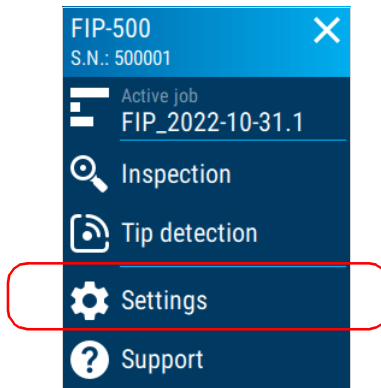 FIP-500
S.N.: 500001
Active job
FIP_2022-10-31.1
Inspection
Tip detection
Settings
Support